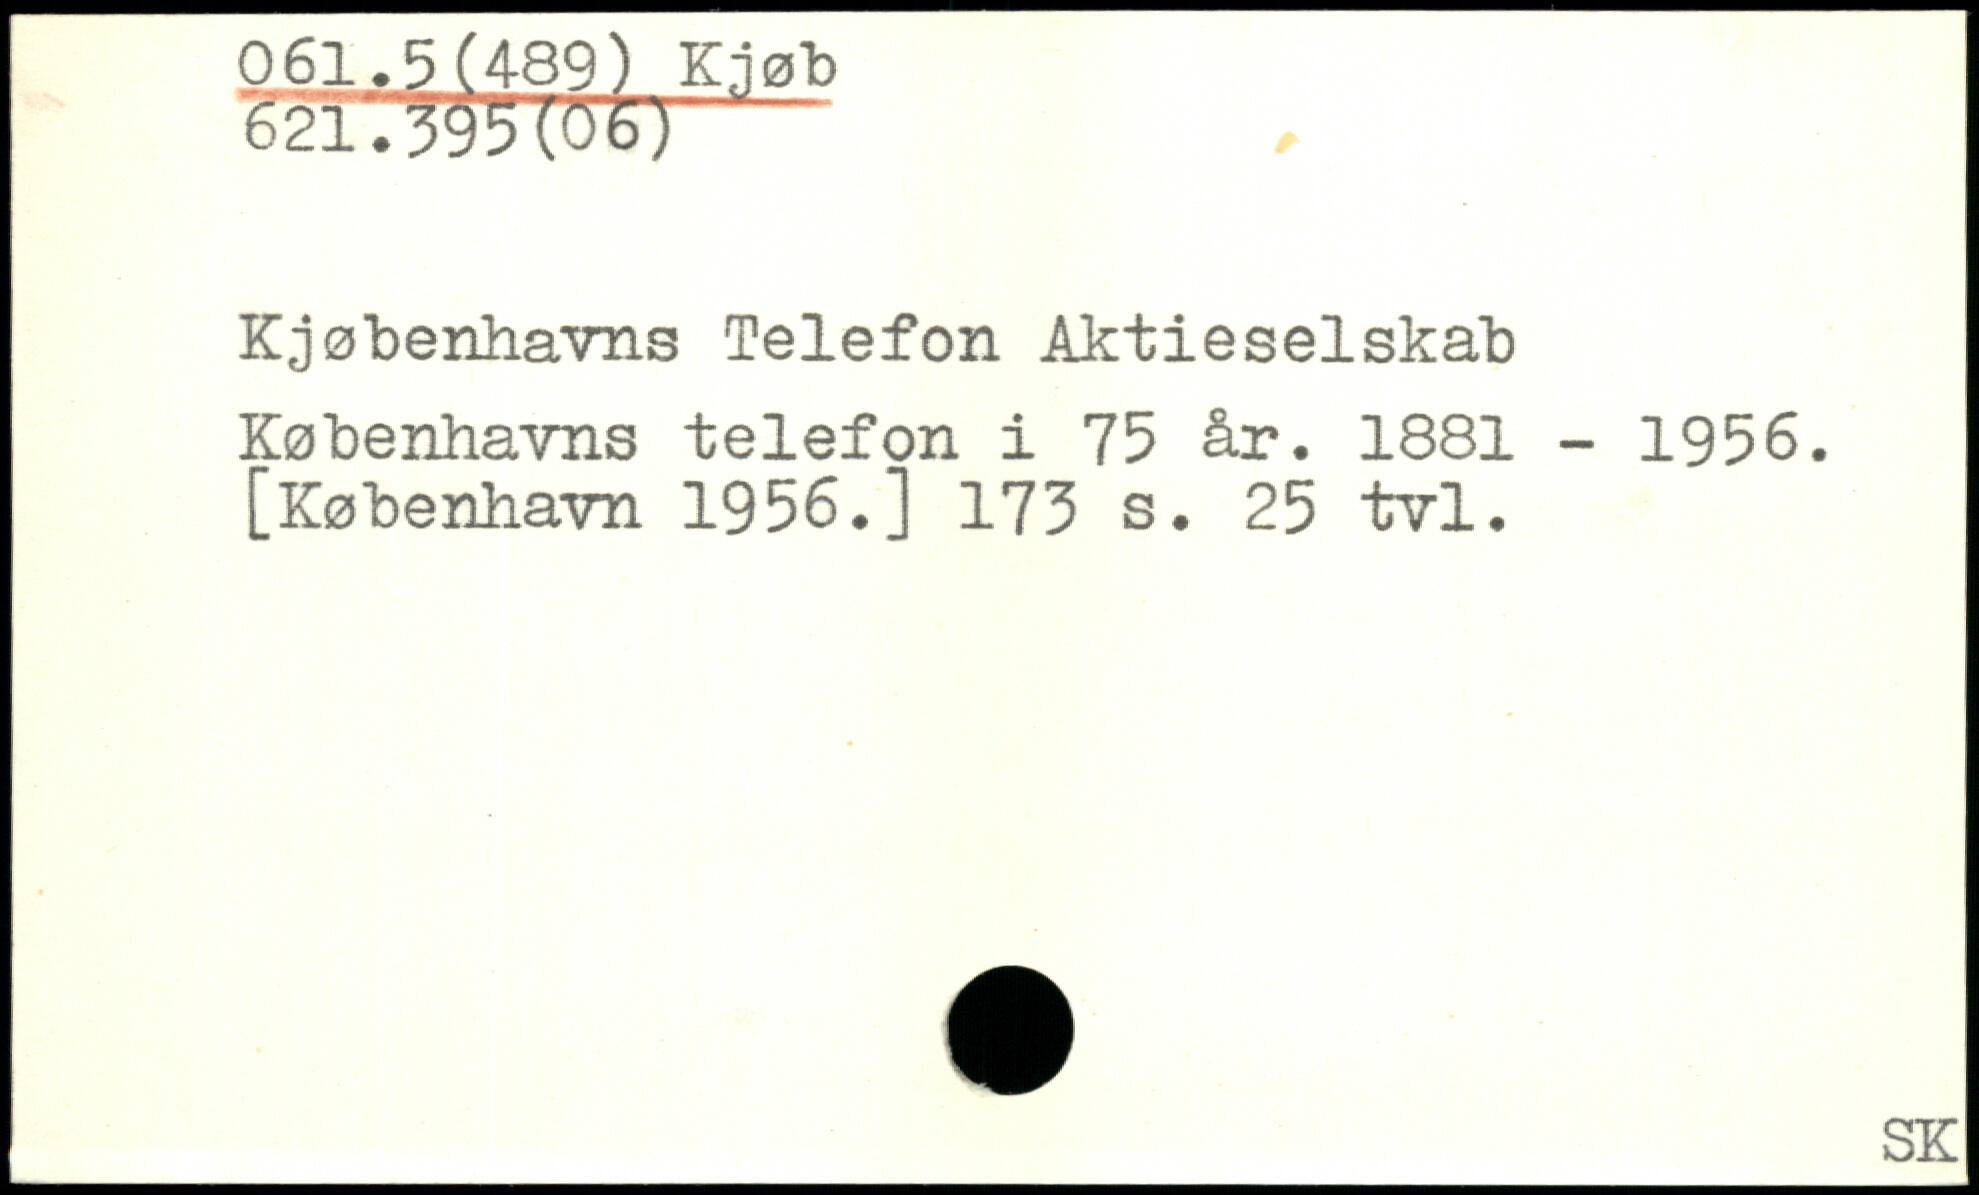 061.5(489) Kjøb
621.395(06)
Kjøbenhavns Telefon Aktieselskab
Københavns telefon i 75 år. 1881 - 1956.
[København 1956.] 173 s. 25 tvl.
SK